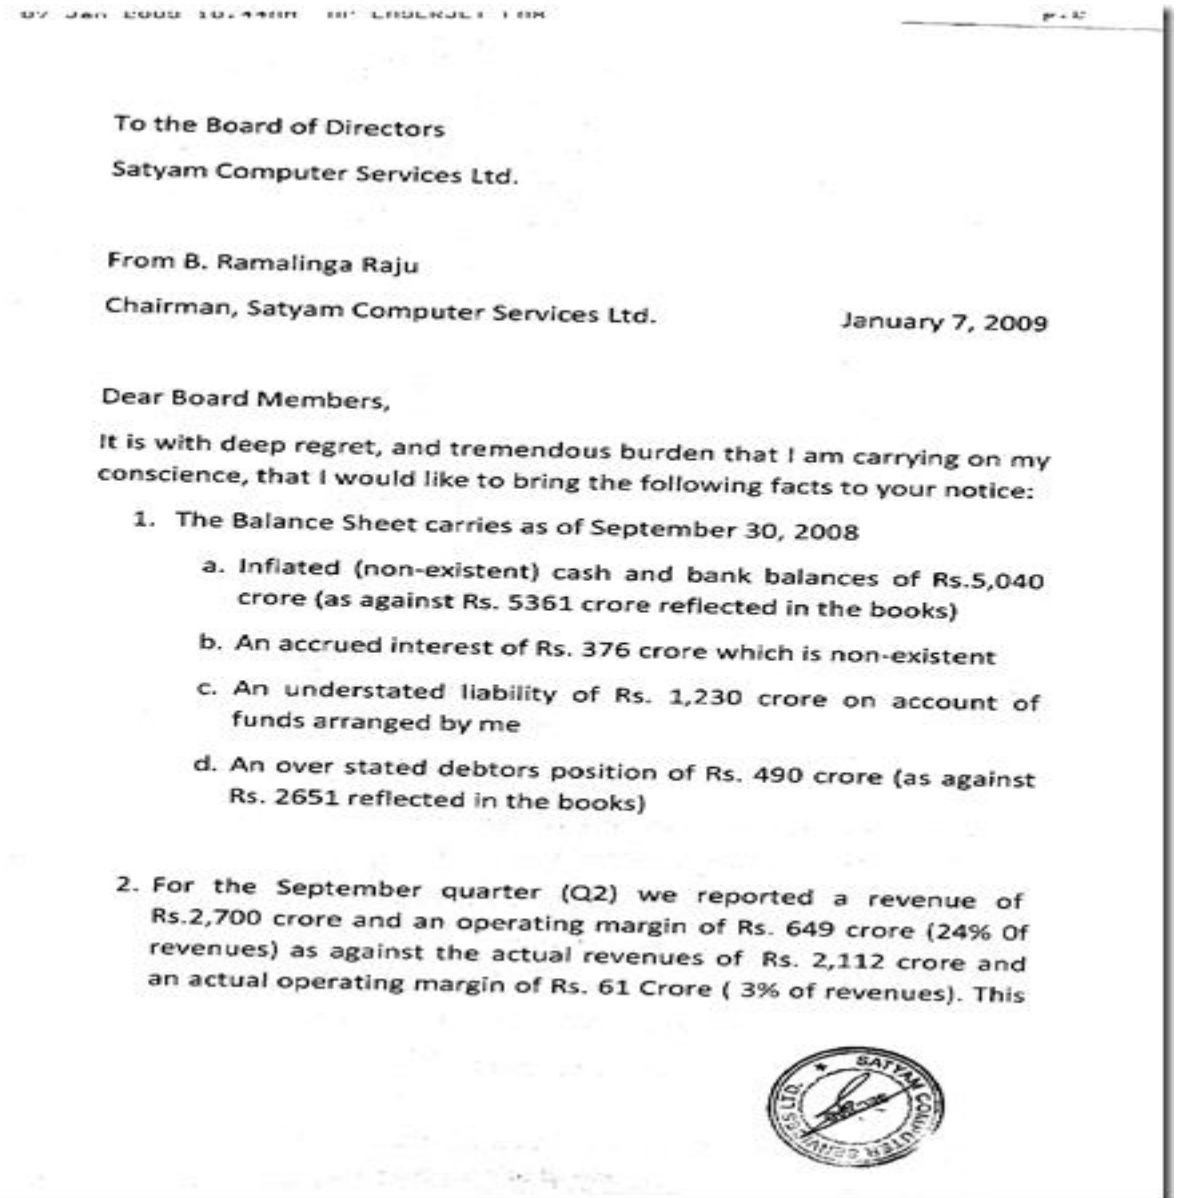 To the Board of Directors
Satyam Computer Services Ltd.
From B. Ramalinga Raju
Chairman, Satyam Computer Services Ltd.
January 7, 2009
Dear Board Members,
It is with deep regret, and tremendous burden that I am carrying on my
conscience, that I would like to bring the following facts to your notice:
1. The Balance Sheet carries as of September 30, 2008
a. Inflated (non-existent) cash and bank balances of Rs.5,040
crore (as against Rs. 5361 crore reflected in the books)
b. An accrued interest of Rs. 376 crore which is non-existent
c. An understated liability of Rs. 1,230 crore on account of
funds arranged by me
d. An over stated debtors position of Rs. 490 crore (as against
Rs. 2651 reflected in the books)
2. For the September quarter (Q2) we reported a revenue of
Rs.2,700 crore and an operating margin of Rs. 649 crore (24% 0f
revenues) as against the actual revenues of Rs. 2,112 crore and
an actual operating margin of Rs. 61 Crore ( 3% of revenues). This
SATYAM COMPUTER SERVICES LTD.